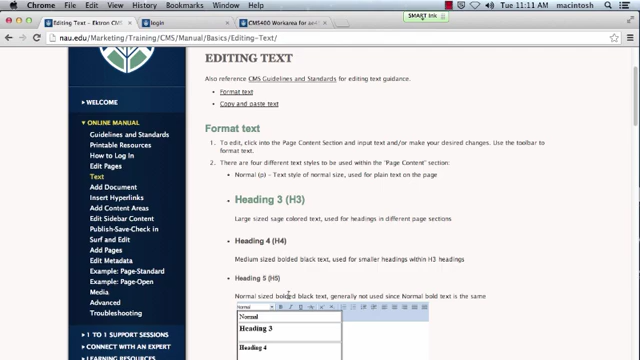 Chrome File Edit View History Bookmarks Window Help
SMART Ink
Tue 11:11 AM macintosh
Editing Text - Ektron CMS
login
CMS400 Workarea for ae4
nau.edu/Marketing/Training/CMS/Manual/Basics/Editing-Text/
WELCOME
ONLINE MANUAL
Guidelines and Standards
Printable Resources
How to Log In
Edit Pages
Text
Add Document
Insert Hyperlinks
Add Content Areas
Edit Sidebar Content
Publish-Save-Check in
Surf and Edit
Add Pages
Edit Metadata
Example: Page-Standard
Example: Page-Open
Media
Advanced
Troubleshooting
1 TO 1 SUPPORT SESSIONS
CONNECT WITH AN EXPERT
LEARNING RESOURCES
EDITING TEXT
Also reference CMS Guidelines and Standards for editing text guidance.
• Format text
• Copy and paste text
Format text
1. To edit, click into the Page Content Section and input text and/or make your desired changes. Use the toolbar to
format text.
2. There are four different text styles to be used within the "Page Content" section:
• Normal (p) - Text style of normal size, used for plain text on the page
• Heading 3 (H3)
Large sized sage colored text, used for headings in different page sections
• Heading 4 (H4)
Medium sized bolded black text, used for smaller headings within H3 headings
• Heading 5 (H5)
Normal sized bolded black text, generally not used since Normal bold text is the same
Normal
Normal
Heading 3
Heading 4